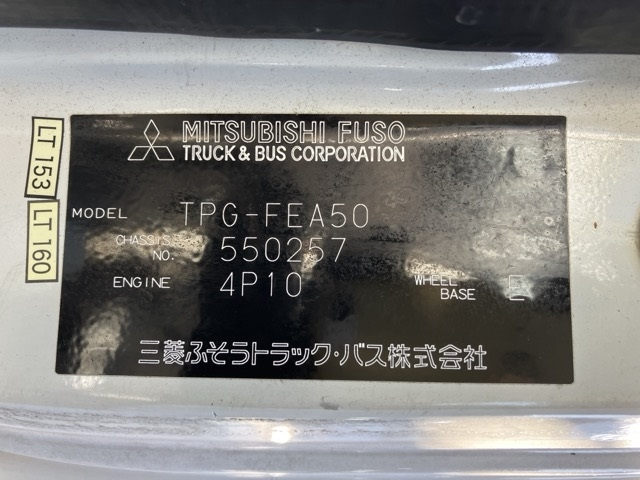 MITSUBISHI FUSO
TRUCK & BUS CORPORATION
MODEL TPG-FEA50
CHASSIS NO. 550257
ENGINE 4P10 WHEEL BASE E
三菱ふそうトラック・バス株式会社
LT 153
LT 160